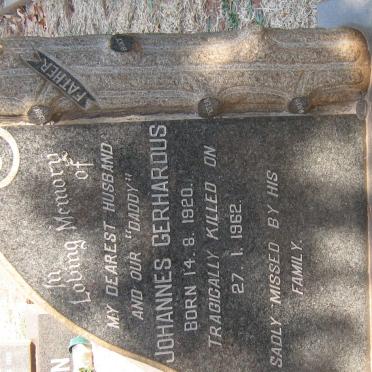 FATHER
In
Loving Memory
of
MY DEAREST HUSBAND
AND OUR "DADDY"
JOHANNES GERHARDUS
BORN 14. 8. 1920.
TRAGICALLY KILLED ON
27. 1. 1962.
SADLY MISSED BY HIS
FAMILY.
N